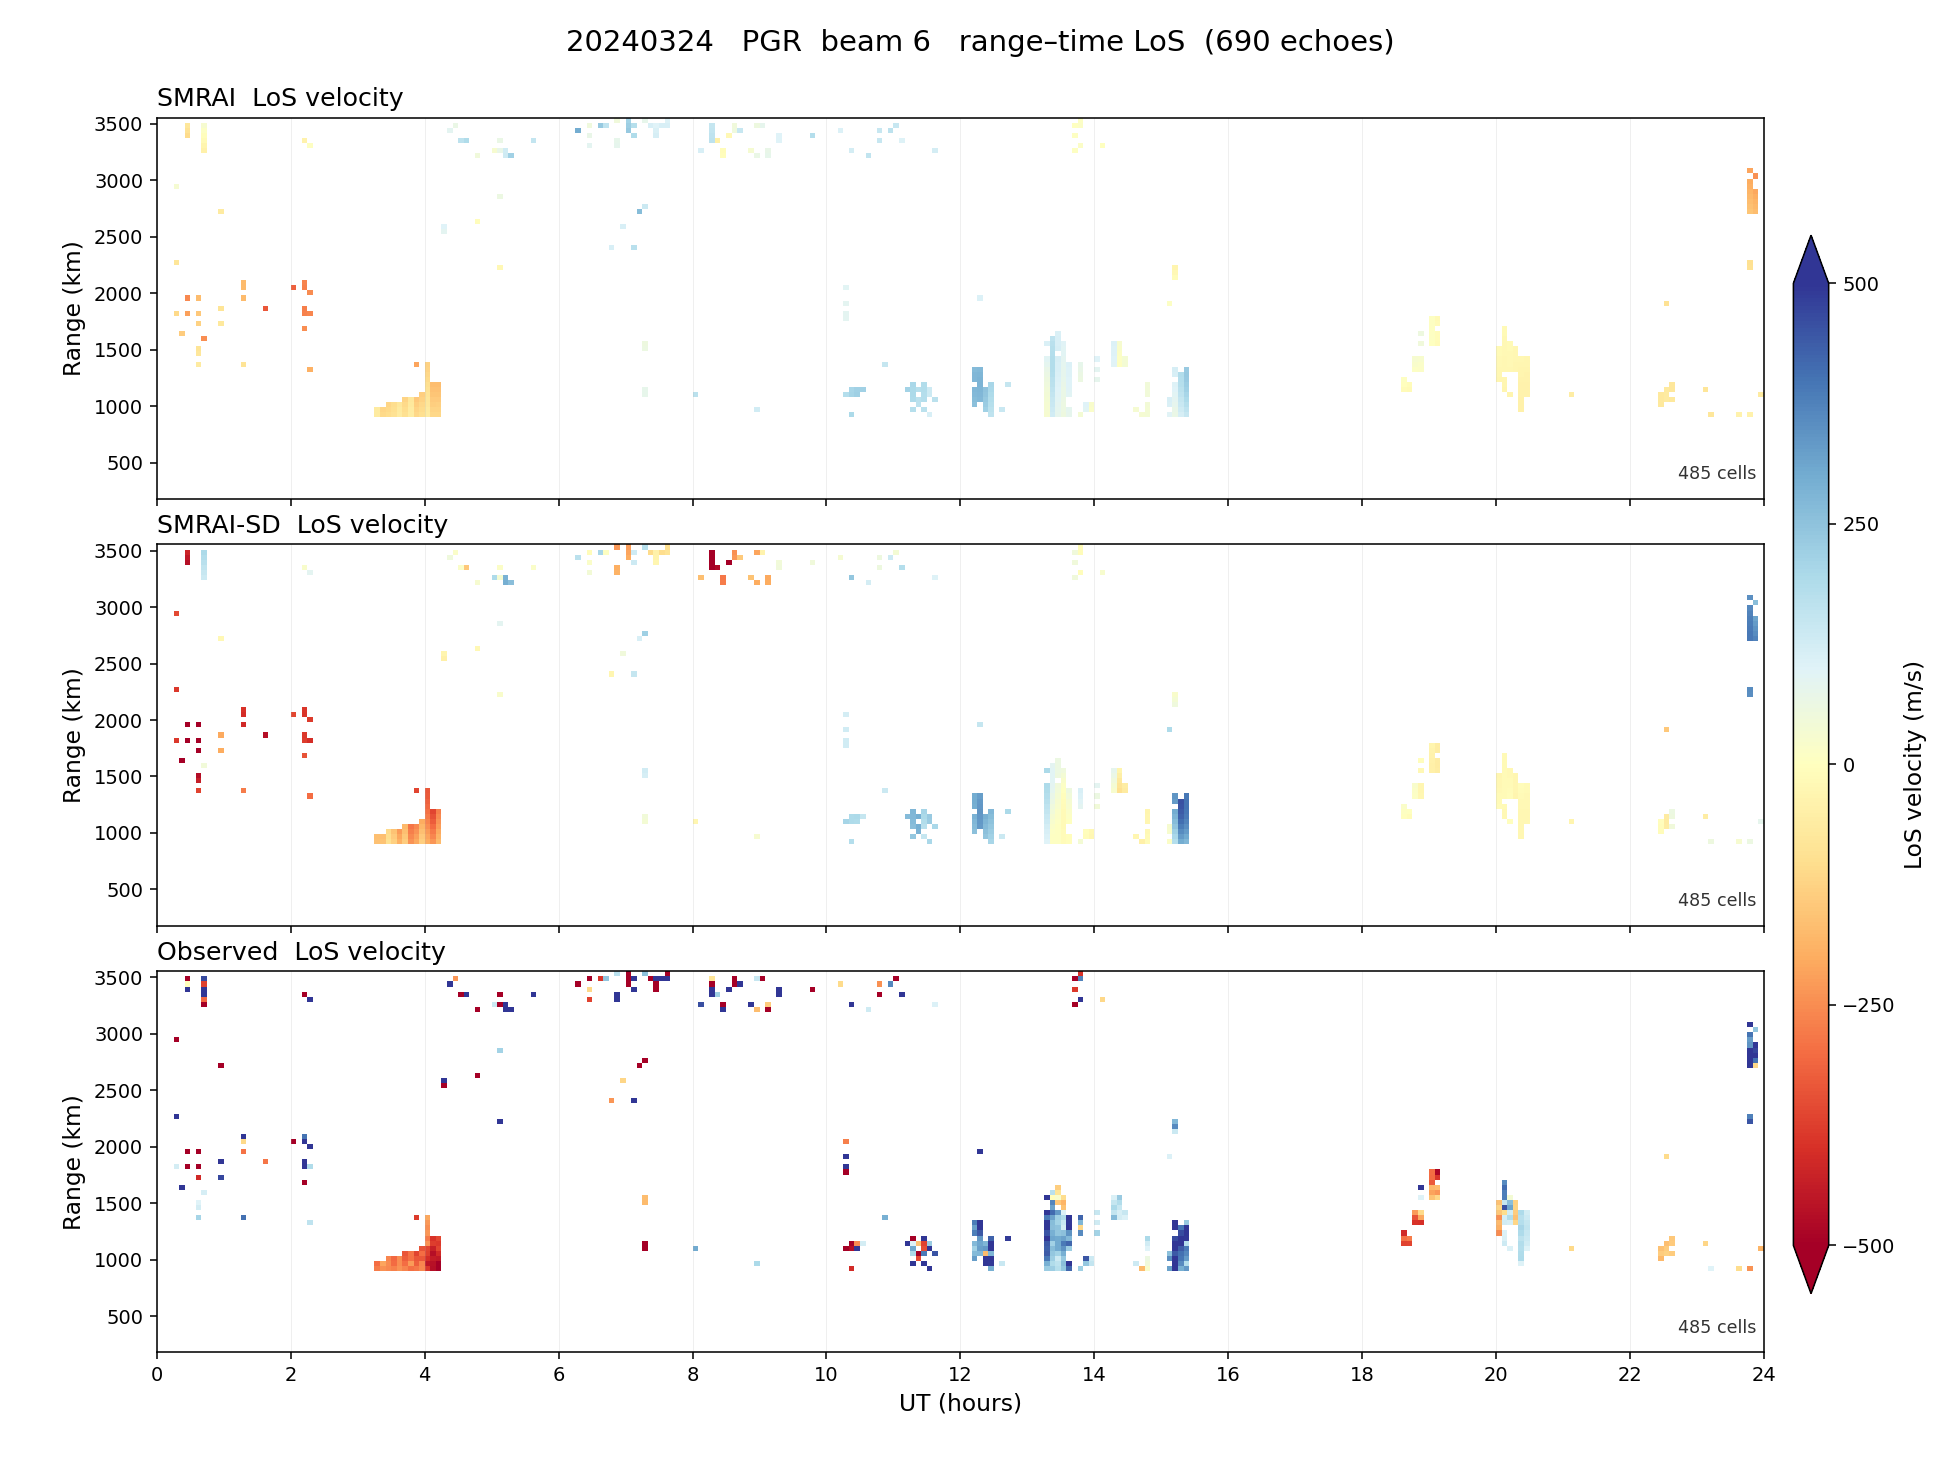 20240324   PGR  beam 6   range–time LoS  (690 echoes)
SMRAI  LoS velocity
3500
3000
2500
2000
1500
1000
500
Range (km)
485 cells
SMRAI-SD  LoS velocity
3500
3000
2500
2000
1500
1000
500
Range (km)
485 cells
Observed  LoS velocity
3500
3000
2500
2000
1500
1000
500
Range (km)
485 cells
0 2 4 6 8 10 12 14 16 18 20 22 24
UT (hours)
500
250
0
−250
−500
LoS velocity (m/s)